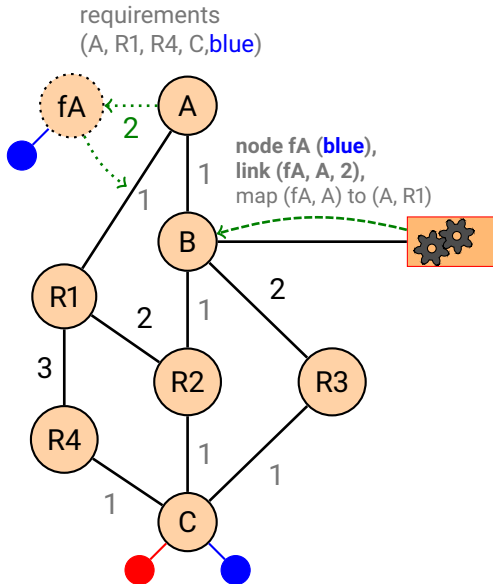 requirements
(A, R1, R4, C,blue)
fA
A
2
1
1
node fA (blue),
link (fA, A, 2),
map (fA, A) to (A, R1)
B
R1
2
1
2
3
R2
R3
R4
1
1
1
C